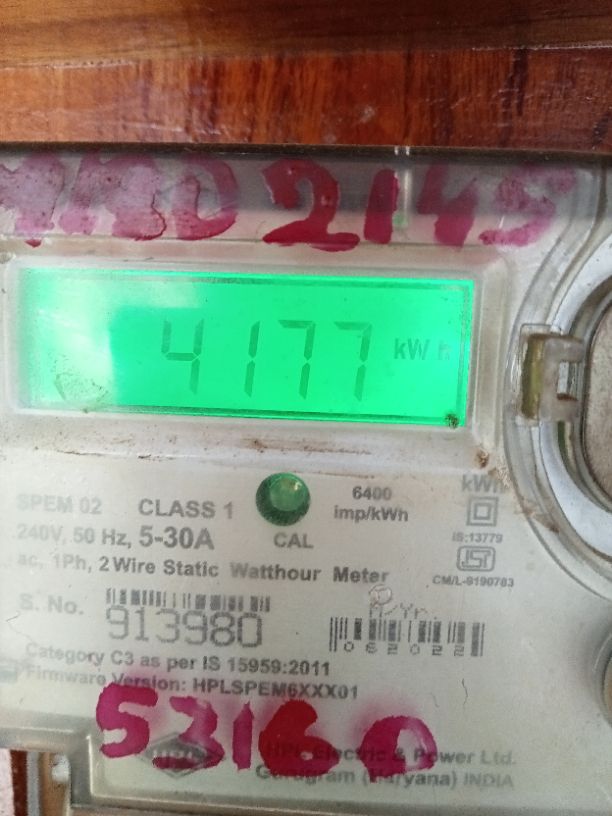 2145
4177 kWh
SPEM 02 CLASS 1 6400 imp/kWh kWh
240V, 50 Hz, 5-30A CAL IS:13779
ac, 1Ph, 2 Wire Static Watthour Meter CM/L-9190783
S. No. 913980 M-Yr. 062022
Category C3 as per IS 15959:2011
Firmware Version: HPLSPEM6XXX01
53160
HPL Electric & Power Ltd.
Gurugram (Haryana) INDIA